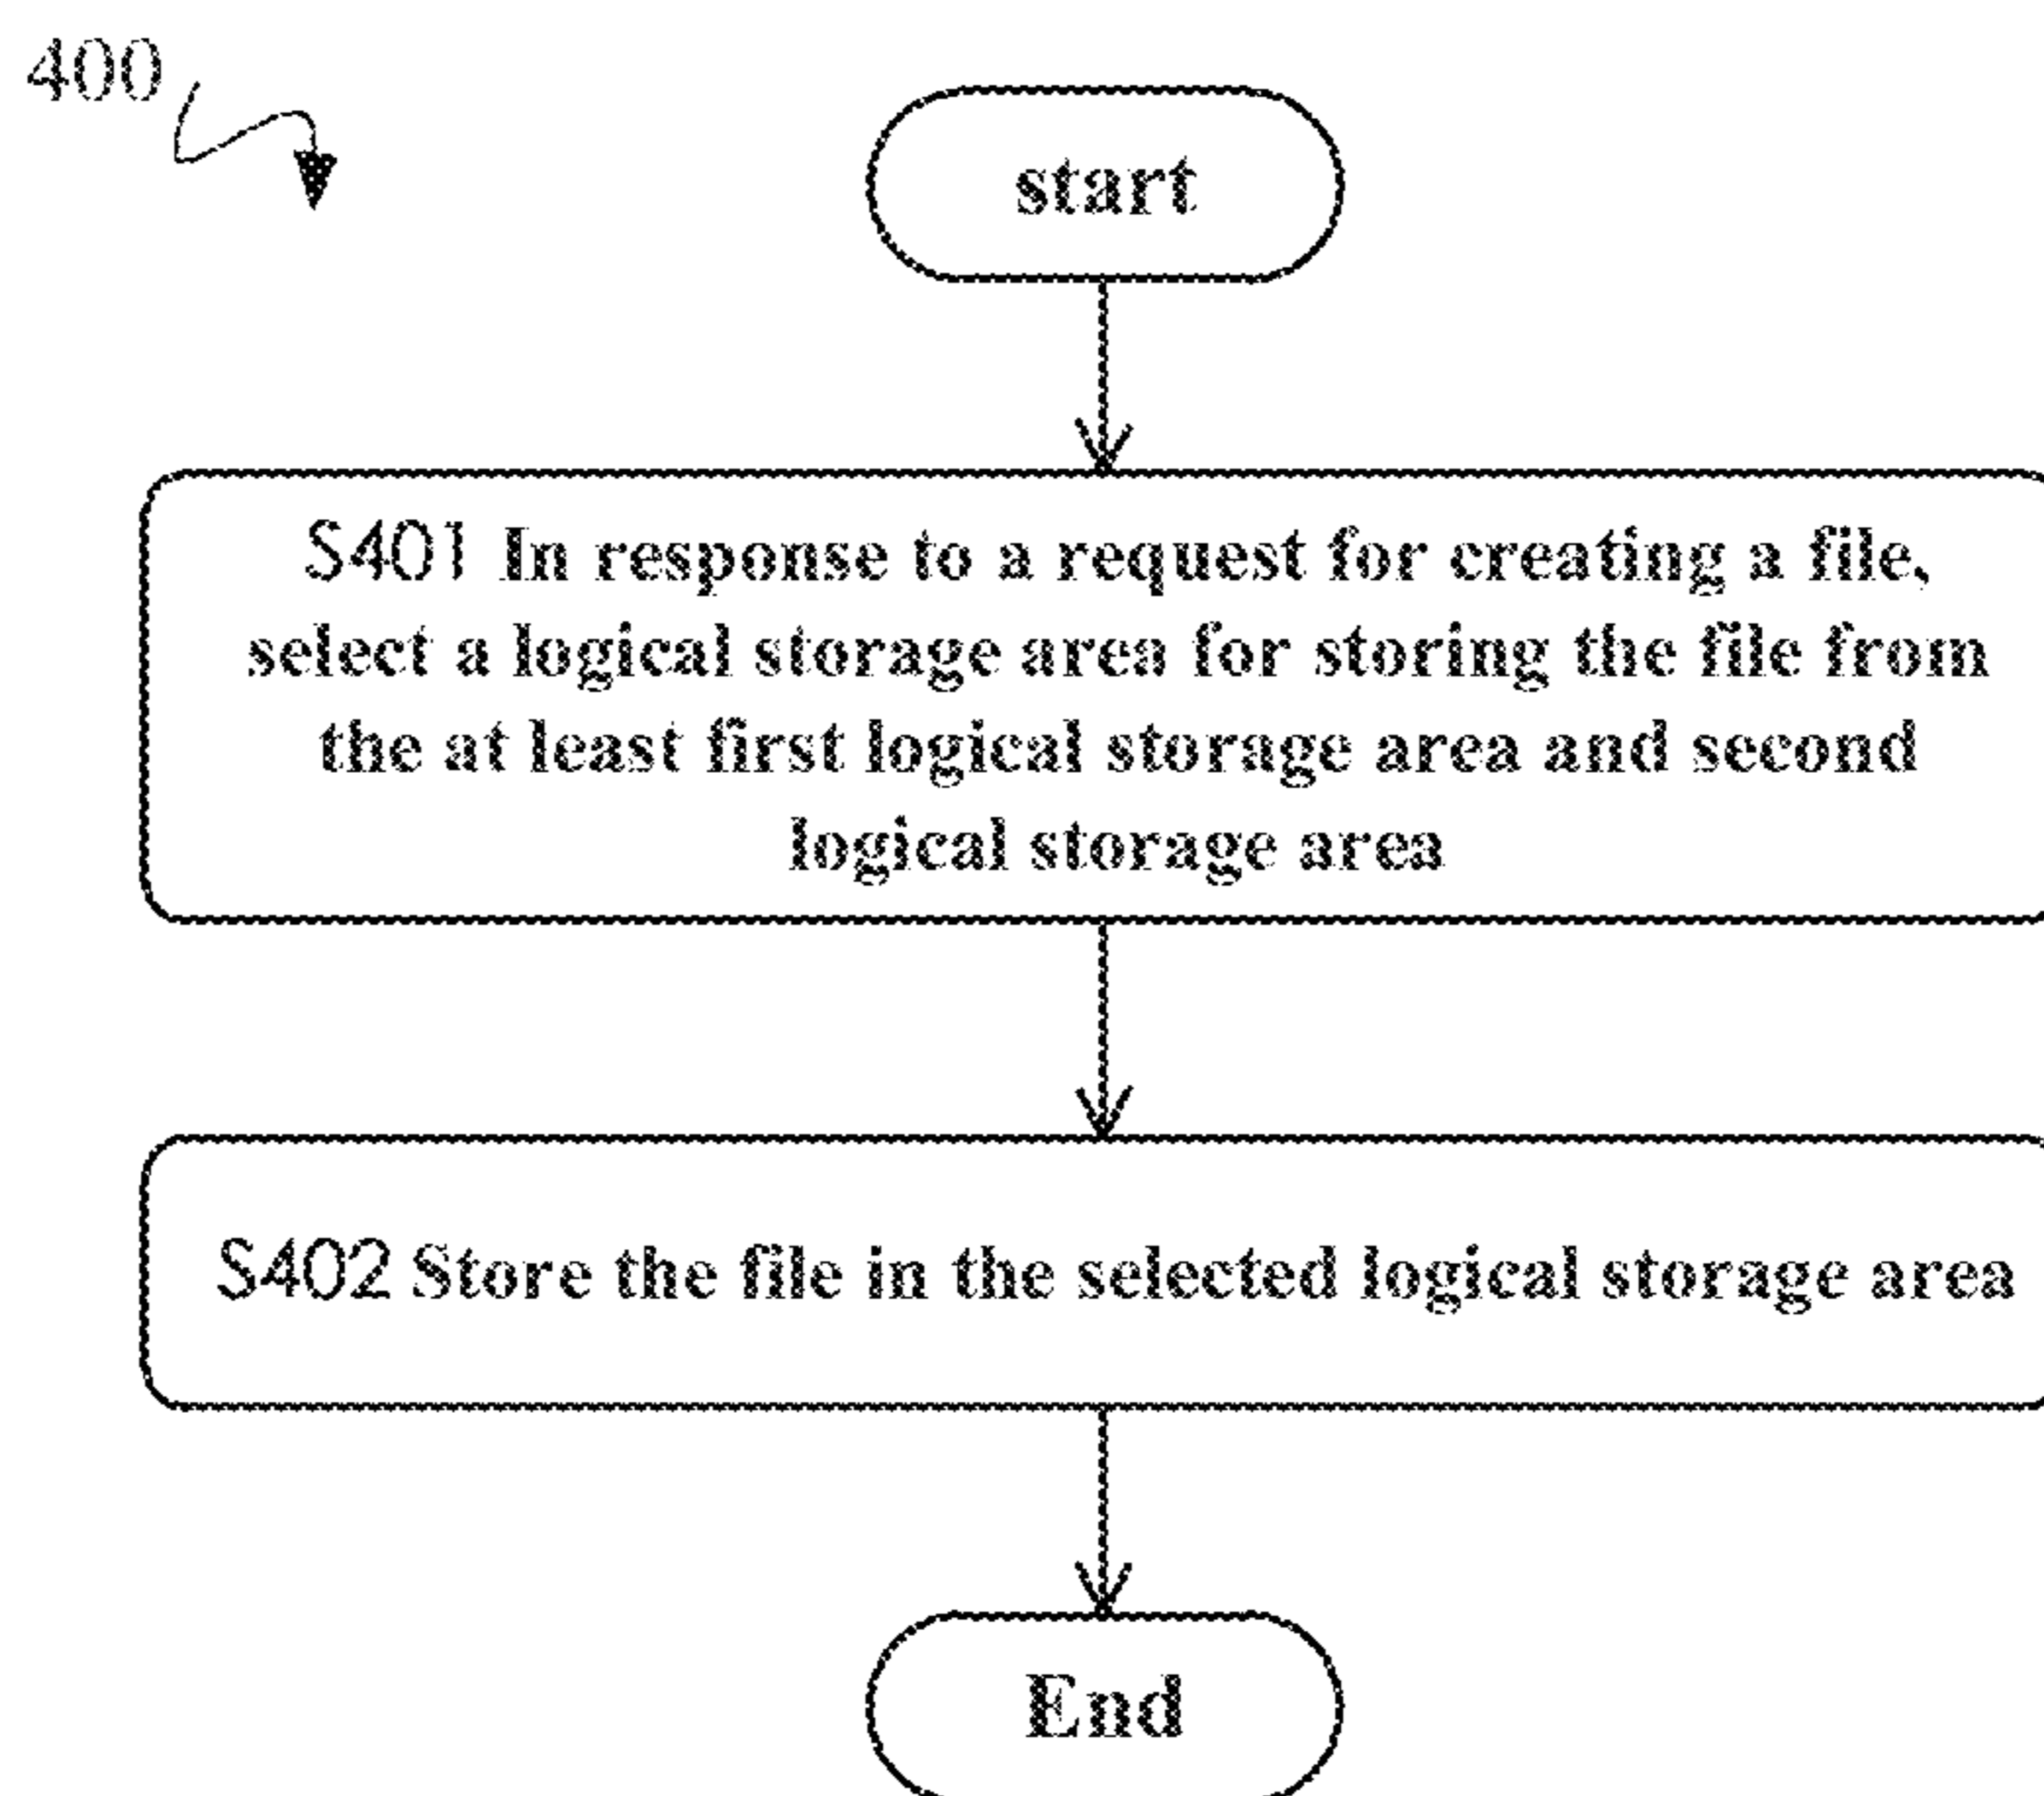 400
start
S401 In response to a request for creating a file,
select a logical storage area for storing the file from
the at least first logical storage area and second
logical storage area
S402 Store the file in the selected logical storage area
End